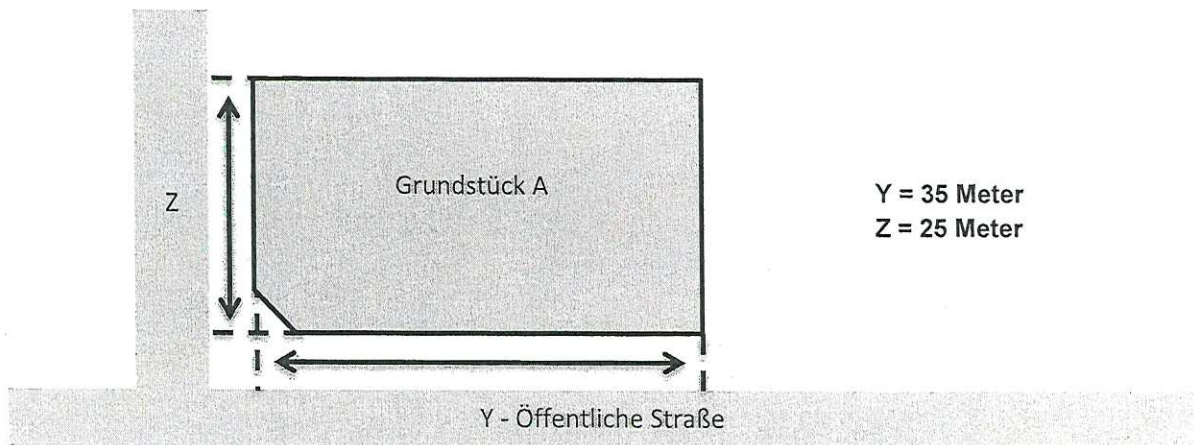 Z
Grundstück A
Y = 35 Meter
Z = 25 Meter
Y - Öffentliche Straße